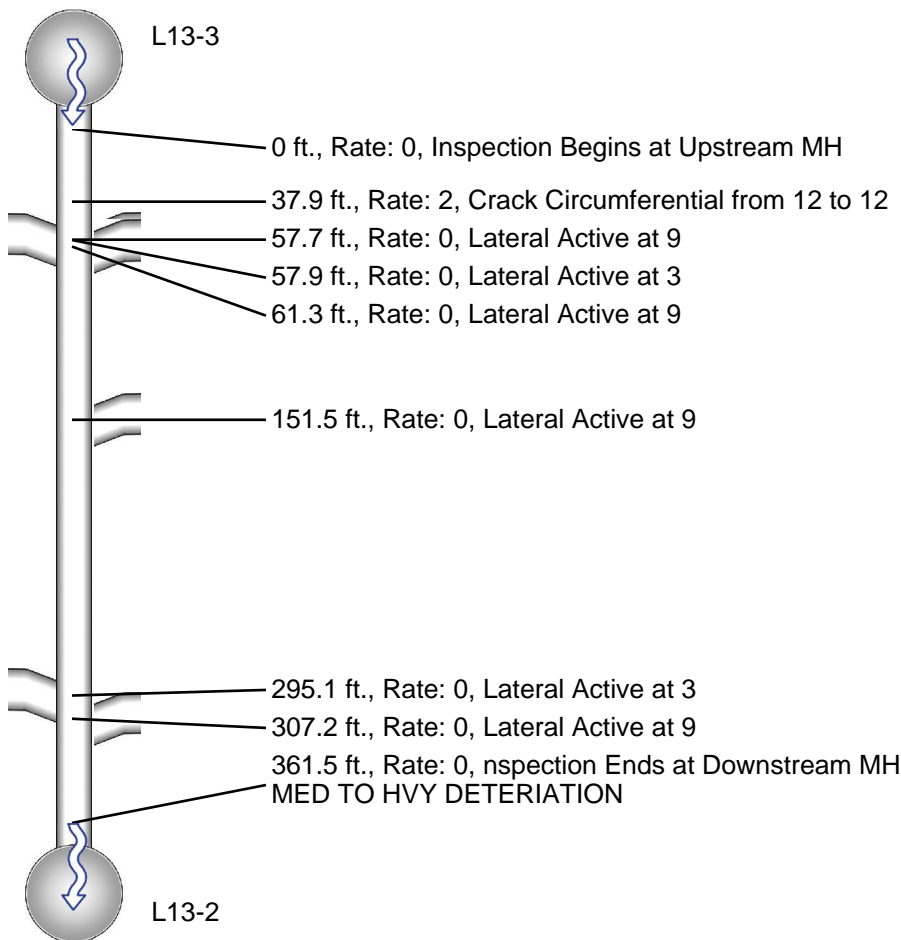 L13-3
0 ft., Rate: 0, Inspection Begins at Upstream MH
37.9 ft., Rate: 2, Crack Circumferential from 12 to 12
57.7 ft., Rate: 0, Lateral Active at 9
57.9 ft., Rate: 0, Lateral Active at 3
61.3 ft., Rate: 0, Lateral Active at 9
151.5 ft., Rate: 0, Lateral Active at 9
295.1 ft., Rate: 0, Lateral Active at 3
307.2 ft., Rate: 0, Lateral Active at 9
361.5 ft., Rate: 0, nspection Ends at Downstream MH
MED TO HVY DETERIATION
L13-2